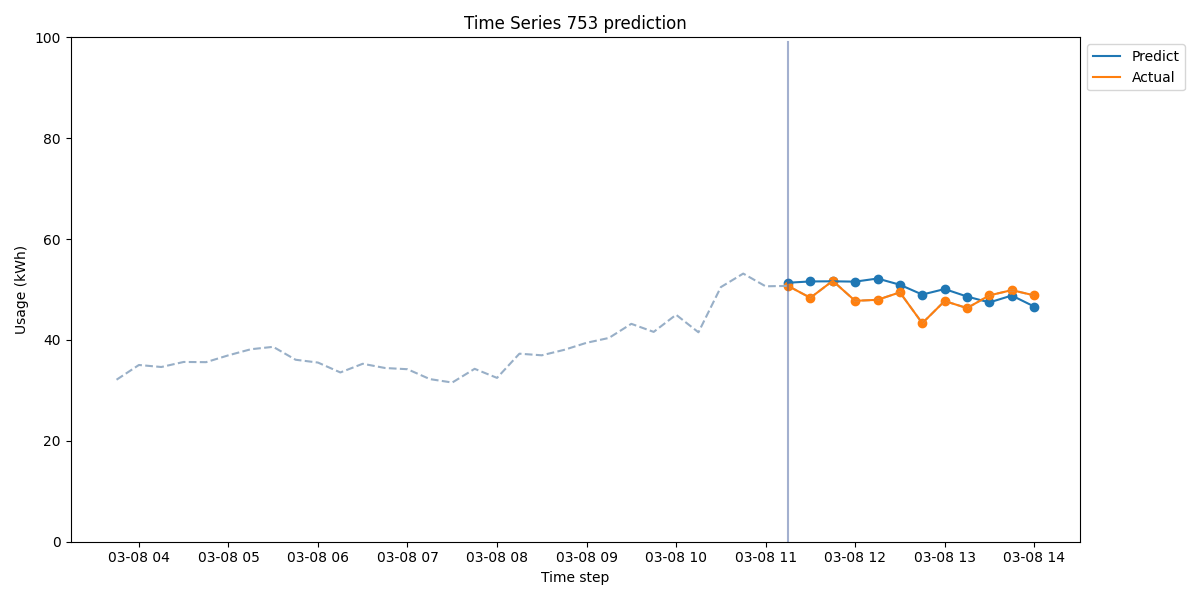 Time Series 753 prediction
Predict
Actual
100
80
60
40
20
0
Usage (kWh)
03-08 04 03-08 05 03-08 06 03-08 07 03-08 08 03-08 09 03-08 10 03-08 11 03-08 12 03-08 13 03-08 14
Time step